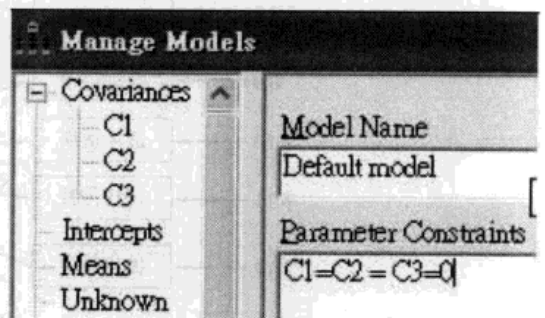 Manage Models
Covariances
C1
C2
C3
Intercepts
Means
Unknown
Model Name
Default model
Parameter Constraints
C1=C2 = C3=0